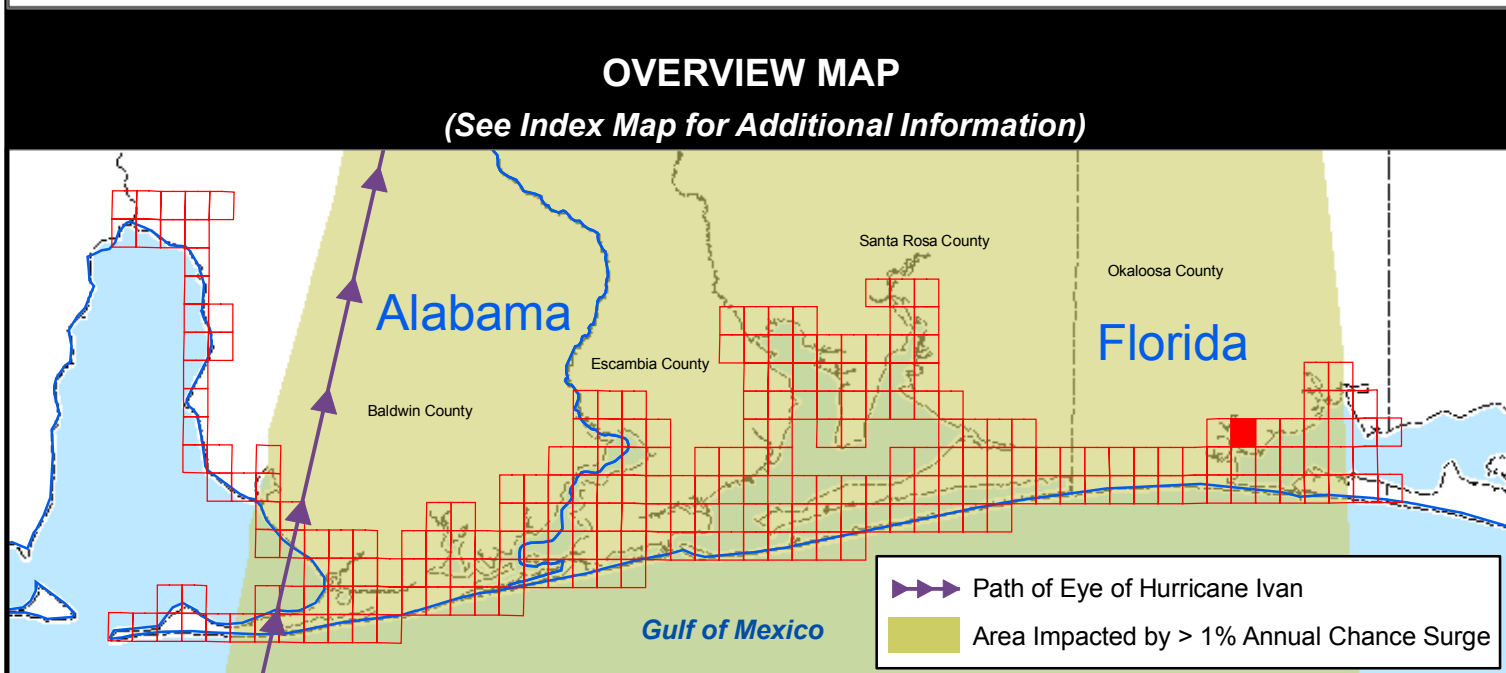 OVERVIEW MAP
(See Index Map for Additional Information)
Santa Rosa County
Okaloosa County
Alabama
Florida
Escambia County
Baldwin County
Gulf of Mexico
Path of Eye of Hurricane Ivan
Area Impacted by > 1% Annual Chance Surge